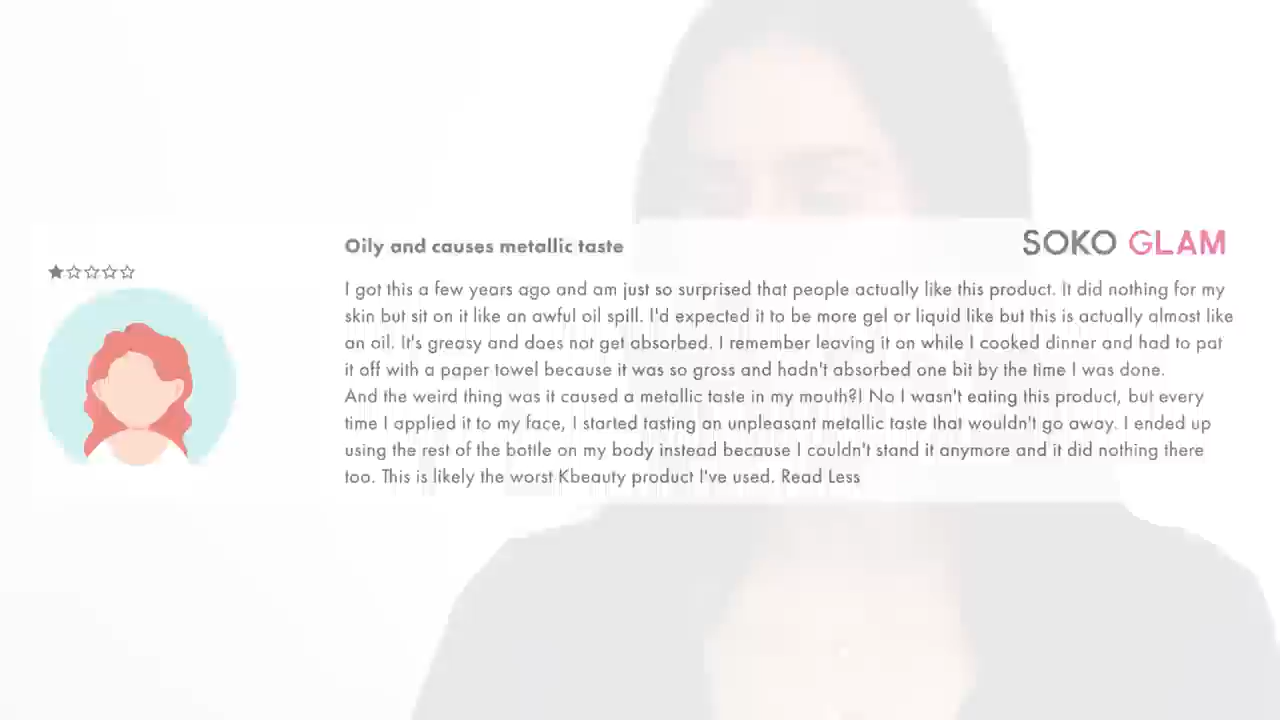 Oily and causes metallic taste
SOKO GLAM
I got this a few years ago and am just so surprised that people actually like this product. It did nothing for my
skin but sit on it like an awful oil spill. I'd expected it to be more gel or liquid like but this is actually almost like
an oil. It's greasy and does not get absorbed. I remember leaving it on while I cooked dinner and had to pat
it off with a paper towel because it was so gross and hadn't absorbed one bit by the time I was done.
And the weird thing was it caused a metallic taste in my mouth?! No I wasn't eating this product, but every
time I applied it to my face, I started tasting an unpleasant metallic taste that wouldn't go away. I ended up
using the rest of the bottle on my body instead because I couldn't stand it anymore and it did nothing there
too. This is likely the worst Kbeauty product I've used. Read Less